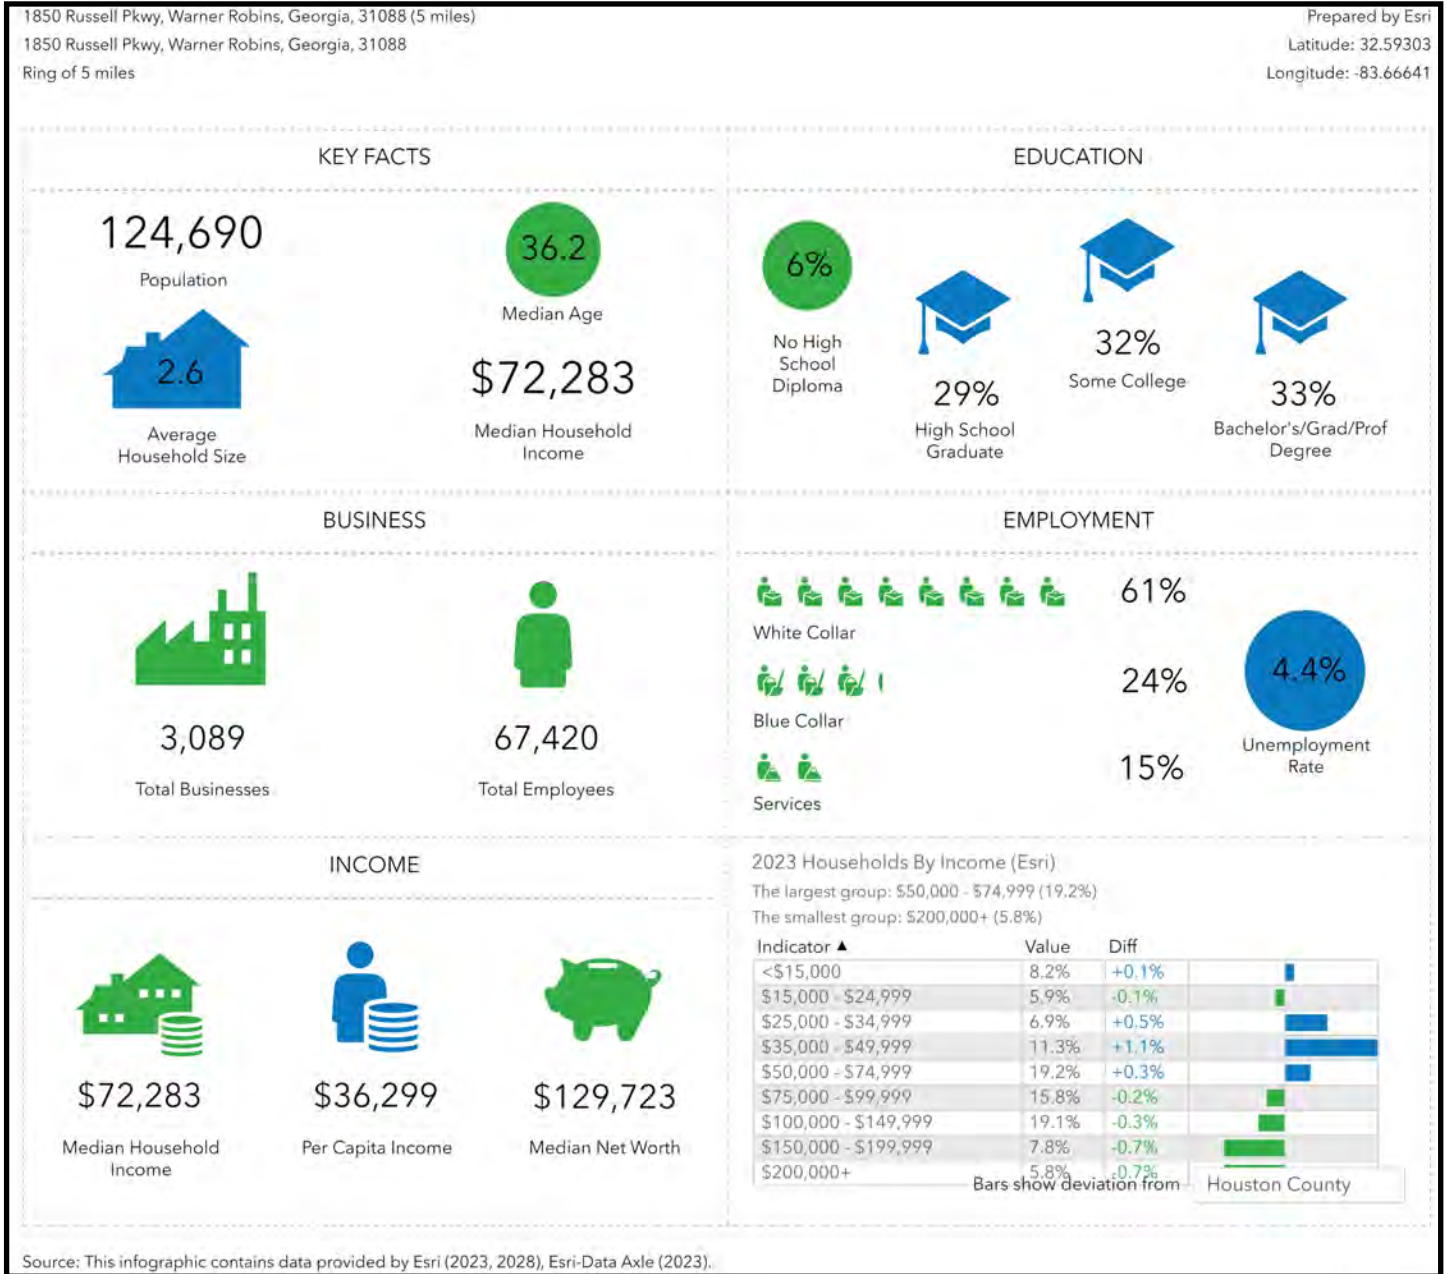 1850 Russell Pkwy, Warner Robins, Georgia, 31088 (5 miles)
1850 Russell Pkwy, Warner Robins, Georgia, 31088
Ring of 5 miles
Prepared by Esri
Latitude: 32.59303
Longitude: -83.66641
KEY FACTS
124,690
Population
36.2
Median Age
2.6
Average
Household Size
$72,283
Median Household
Income
EDUCATION
6%
No High
School
Diploma
29%
High School
Graduate
32%
Some College
33%
Bachelor's/Grad/Prof
Degree
BUSINESS
3,089
Total Businesses
67,420
Total Employees
EMPLOYMENT
61%
White Collar
24%
Blue Collar
15%
Services
4.4%
Unemployment
Rate
INCOME
$72,283
Median Household
Income
$36,299
Per Capita Income
$129,723
Median Net Worth
2023 Households By Income (Esri)
The largest group: $50,000 - $74,999 (19.2%)
The smallest group: $200,000+ (5.8%)
Indicator ▲ Value Diff
<$15,000 8.2% +0.1%
$15,000 - $24,999 5.9% -0.1%
$25,000 - $34,999 6.9% +0.5%
$35,000 - $49,999 11.3% +1.1%
$50,000 - $74,999 19.2% +0.3%
$75,000 - $99,999 15.8% -0.2%
$100,000 - $149,999 19.1% -0.3%
$150,000 - $199,999 7.8% -0.7%
$200,000+ 5.8% -0.7%
Bars show deviation from Houston County
Source: This infographic contains data provided by Esri (2023, 2028), Esri-Data Axle (2023).